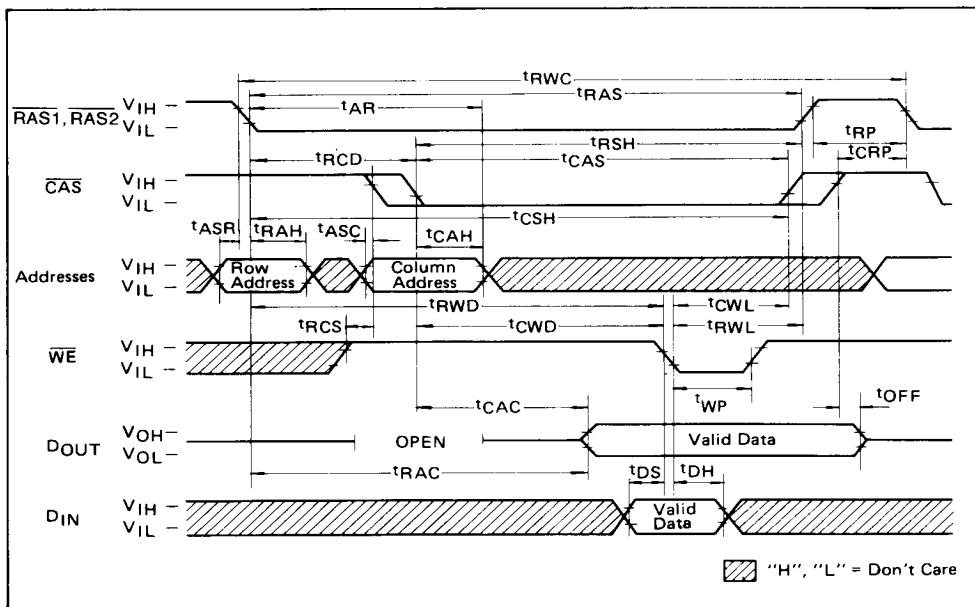 tRWC
tRAS
tAR
RAS1, RAS2
VIH
VIL
tRP
tRSH
tCRP
tRCD
tCAS
CAS
VIH
VIL
tCSH
tASR
tRAH
tASC
tCAH
Addresses
VIH
VIL
Row
Address
Column
Address
tRWD
tCWL
tRCS
tCWD
tRWL
WE
VIH
VIL
tWP
tOFF
tCAC
DOUT
VOH
VOL
OPEN
Valid Data
tRAC
tDS
tDH
DIN
VIH
VIL
Valid
Data
"H", "L" = Don't Care